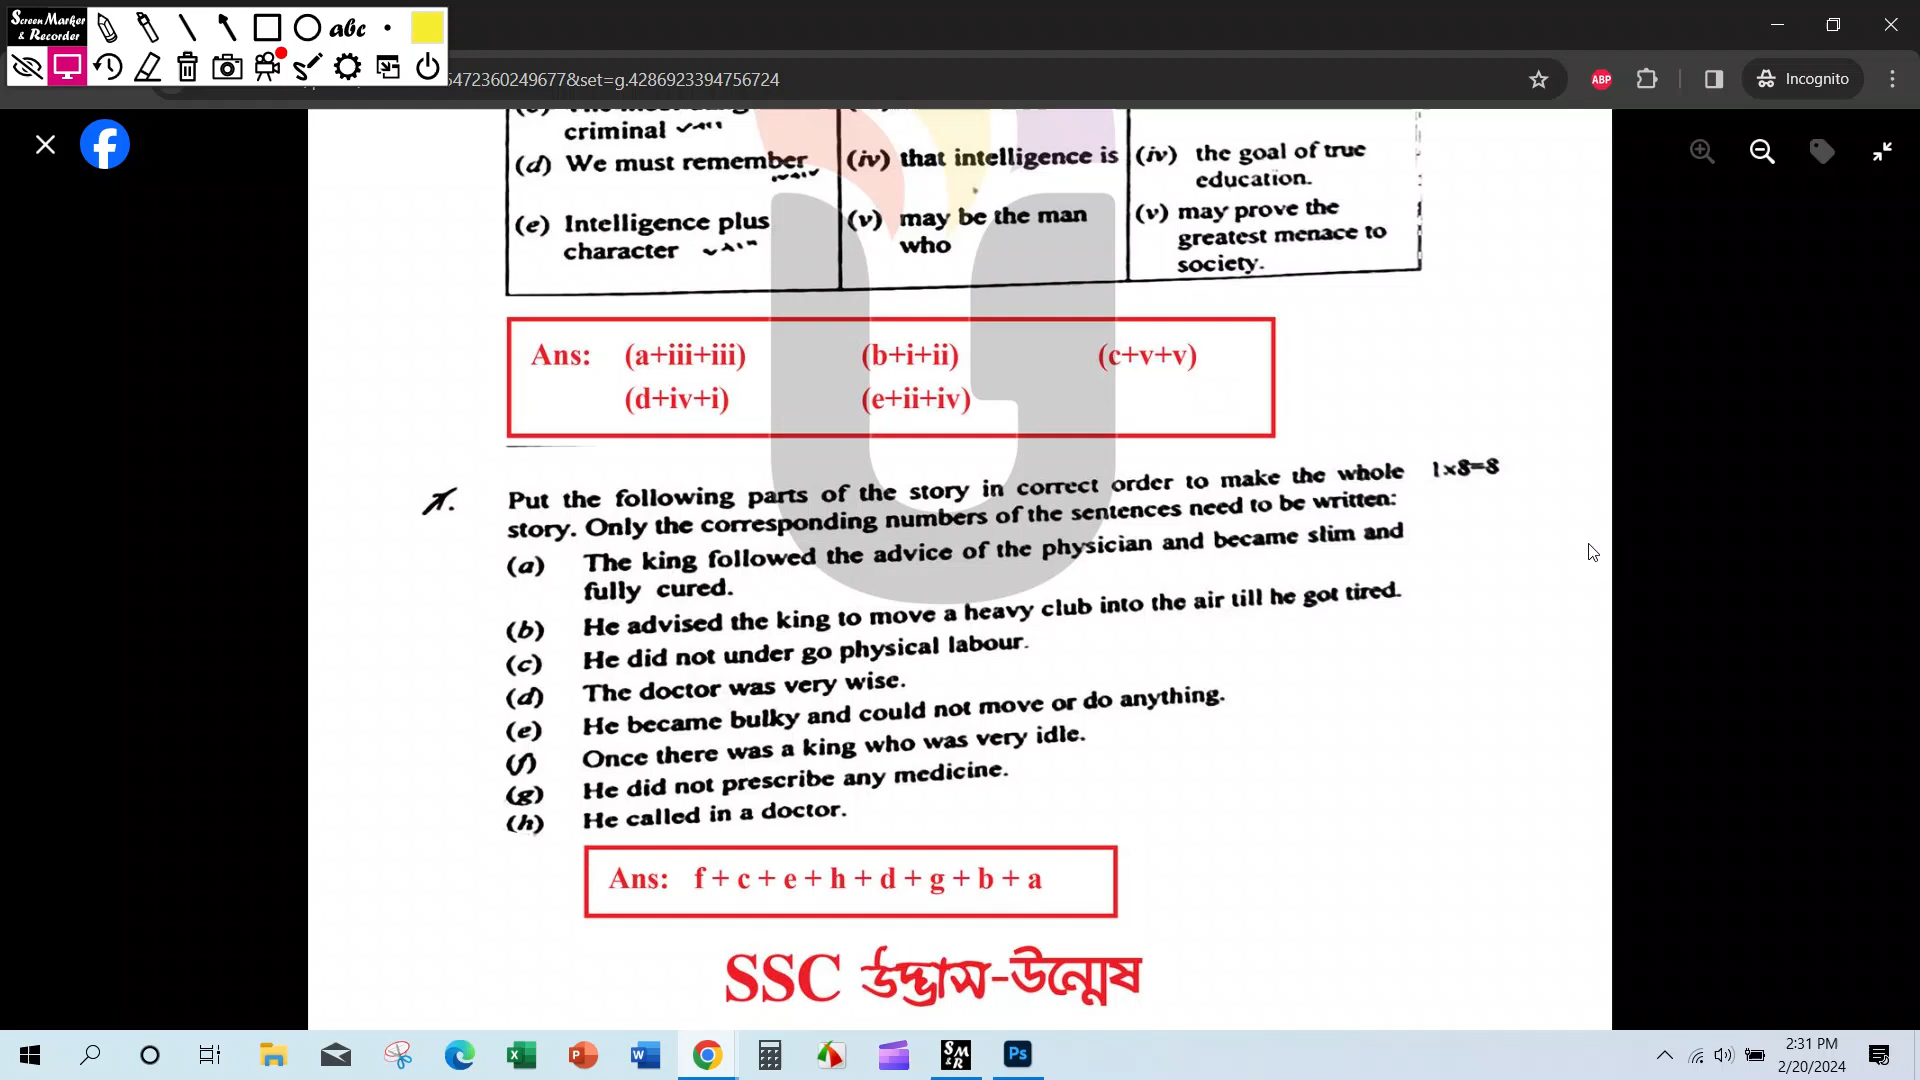 Screen Marker
& Recorder
abc
5472360249677&set=g.4286923394756724
ABP
Incognito
criminal
(d) We must remember
(iv) that intelligence is
(iv) the goal of true
education.
(e) Intelligence plus
character
(v) may be the man
who
(v) may prove the
greatest menace to
society.
Ans: (a+iii+iii) (b+i+ii) (c+v+v)
(d+iv+i) (e+ii+iv)
Put the following parts of the story in correct order to make the whole 1×8=8
story. Only the corresponding numbers of the sentences need to be written:
(a) The king followed the advice of the physician and became slim and
fully cured.
(b) He advised the king to move a heavy club into the air till he got tired.
(c) He did not under go physical labour.
(d) The doctor was very wise.
(e) He became bulky and could not move or do anything.
(f) Once there was a king who was very idle.
(g) He did not prescribe any medicine.
(h) He called in a doctor.
Ans: f + c + e + h + d + g + b + a
SSC উদ্ভাস-উন্মেষ
2:31 PM
2/20/2024